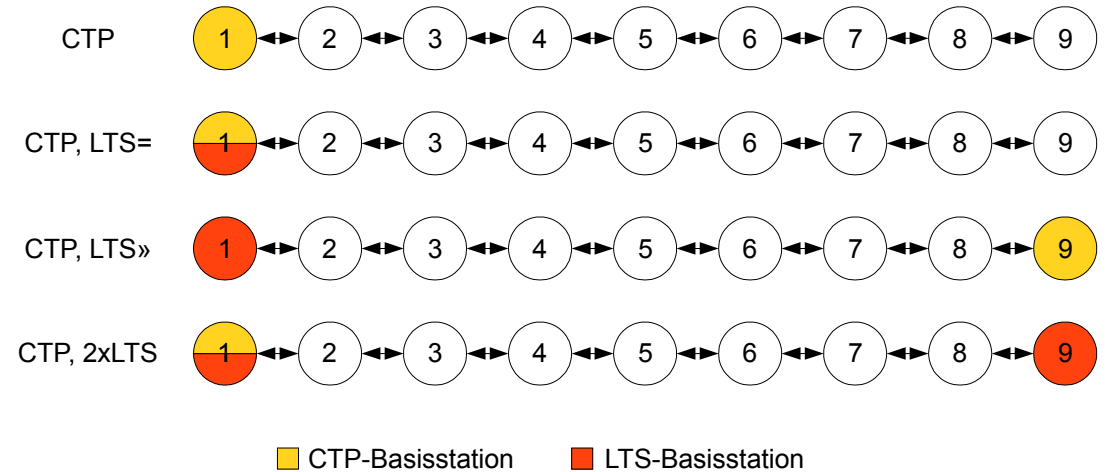 CTP 1 2 3 4 5 6 7 8 9
CTP, LTS= 1 2 3 4 5 6 7 8 9
CTP, LTS» 1 2 3 4 5 6 7 8 9
CTP, 2xLTS 1 2 3 4 5 6 7 8 9
CTP-Basisstation LTS-Basisstation